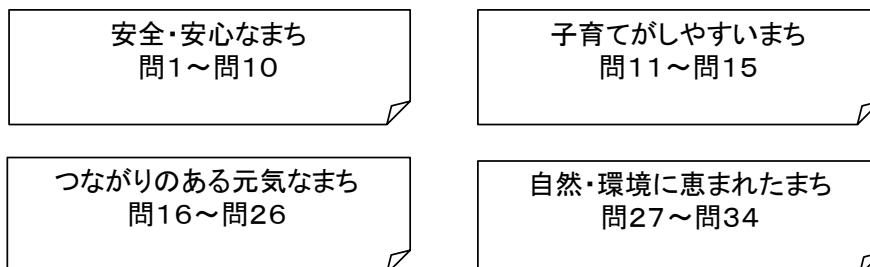 安全・安心なまち
問1～問10
子育てがしやすいまち
問11～問15
つながりのある元気なまち
問16～問26
自然・環境に恵まれたまち
問27～問34